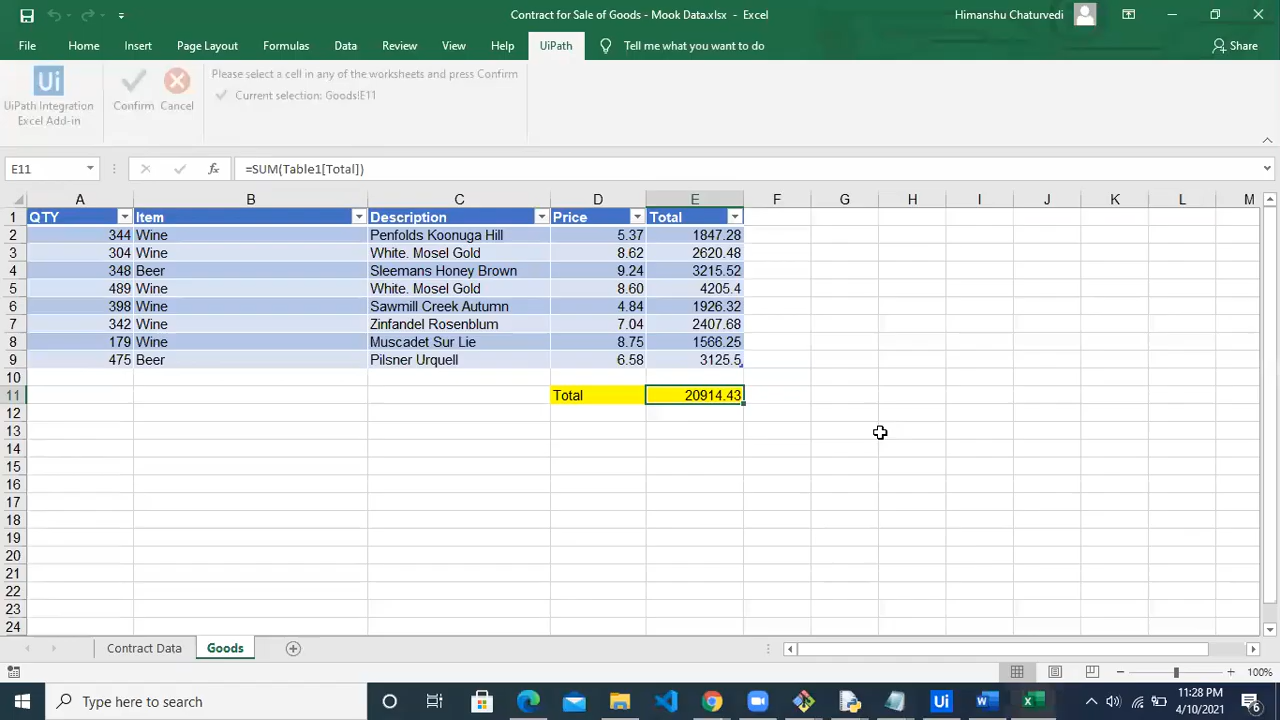 Contract for Sale of Goods - Mook Data.xlsx - Excel
Himanshu Chaturvedi
File Home Insert Page Layout Formulas Data Review View Help UiPath Tell me what you want to do Share
Ui
UiPath Integration
Excel Add-in
Confirm
Cancel
Please select a cell in any of the worksheets and press Confirm
Current selection: Goods!E11
E11 fx =SUM(Table1[Total])
A B C D E F G H I J K L M
1 QTY Item Description Price Total
2 344 Wine Penfolds Koonuga Hill 5.37 1847.28
3 304 Wine White. Mosel Gold 8.62 2620.48
4 348 Beer Sleemans Honey Brown 9.24 3215.52
5 489 Wine White. Mosel Gold 8.60 4205.4
6 398 Wine Sawmill Creek Autumn 4.84 1926.32
7 342 Wine Zinfandel Rosenblum 7.04 2407.68
8 179 Wine Muscadet Sur Lie 8.75 1566.25
9 475 Beer Pilsner Urquell 6.58 3125.5
10
11 Total 20914.43
12
13
14
15
16
17
18
19
20
21
22
23
24
Contract Data Goods
100%
Type here to search
Ui
11:28 PM
4/10/2021
6